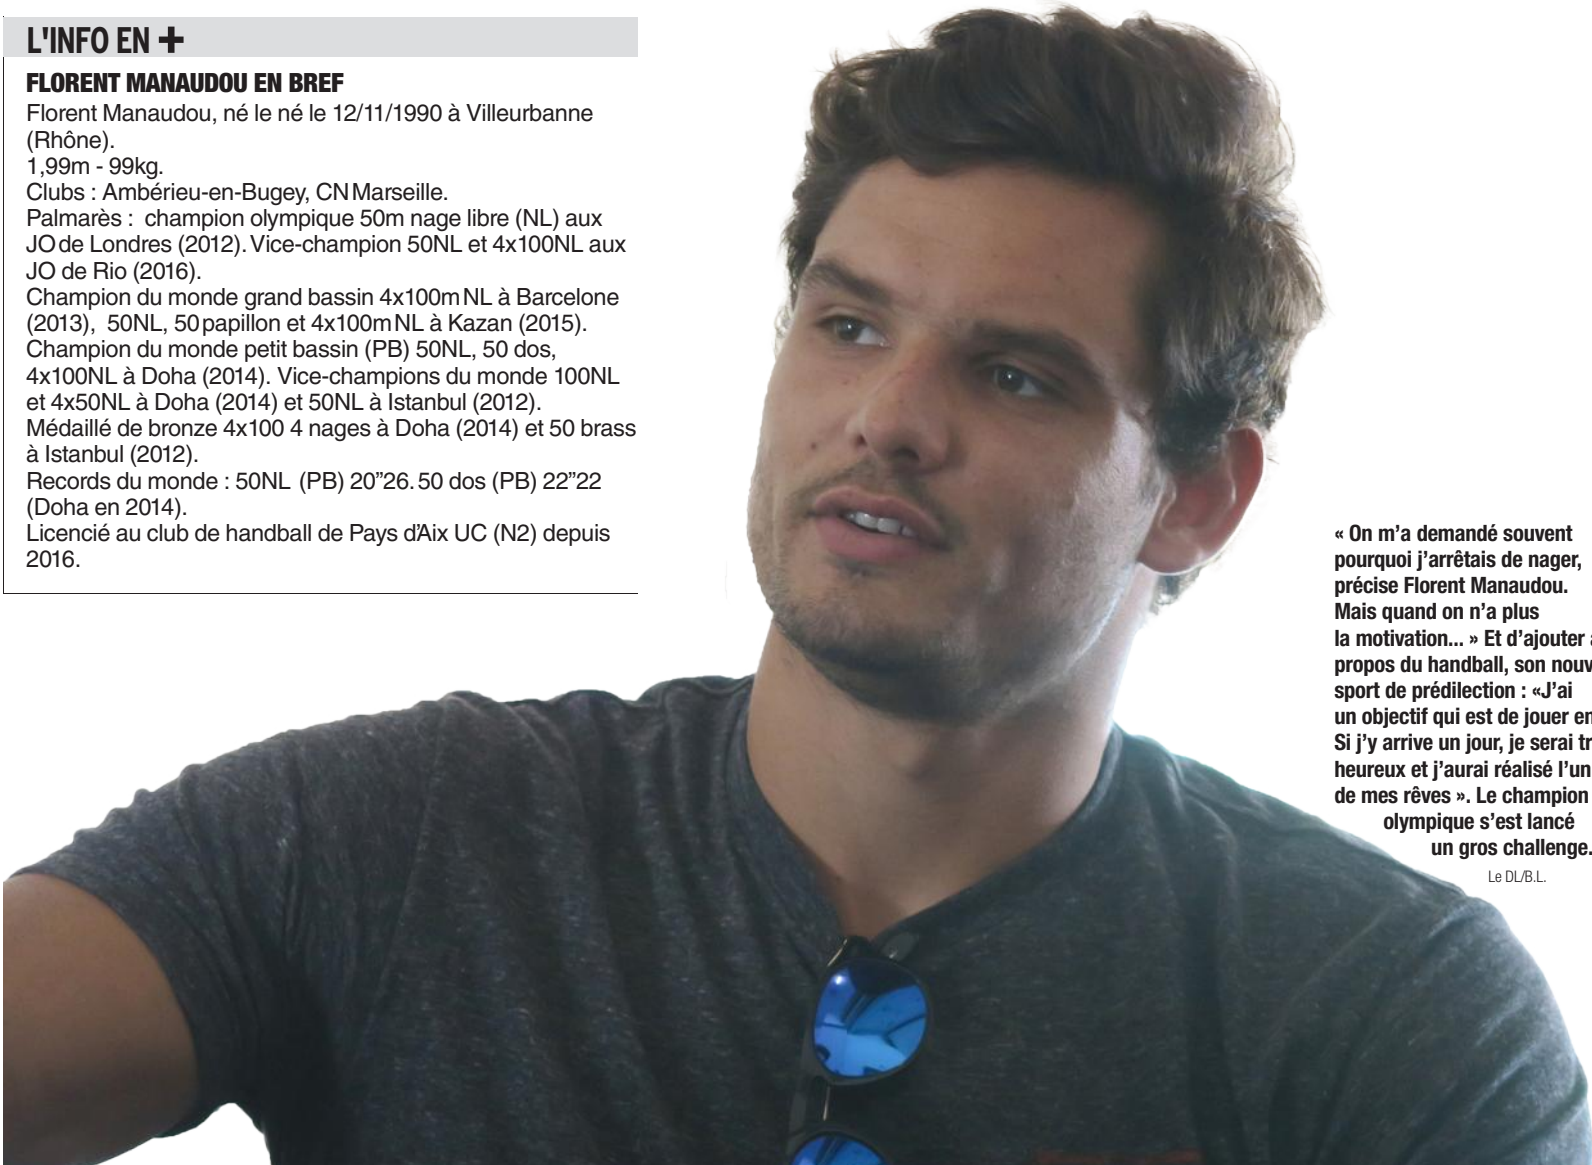 L'INFO EN +
FLORENT MANAUDOU EN BREF
Florent Manaudou, né le né le 12/11/1990 à Villeurbanne
(Rhône).
1,99m - 99kg.
Clubs : Ambérieu-en-Bugey, CN Marseille.
Palmarès : champion olympique 50m nage libre (NL) aux
JO de Londres (2012). Vice-champion 50NL et 4x100NL aux
JO de Rio (2016).
Champion du monde grand bassin 4x100m NL à Barcelone
(2013), 50NL, 50 papillon et 4x100m NL à Kazan (2015).
Champion du monde petit bassin (PB) 50NL, 50 dos,
4x100NL à Doha (2014). Vice-champions du monde 100NL
et 4x50NL à Doha (2014) et 50NL à Istanbul (2012).
Médaillé de bronze 4x100 4 nages à Doha (2014) et 50 brass
à Istanbul (2012).
Records du monde : 50NL (PB) 20’’26. 50 dos (PB) 22’’22
(Doha en 2014).
Licencié au club de handball de Pays d’Aix UC (N2) depuis
2016.
« On m’a demandé souvent
pourquoi j’arrêtais de nager,
précise Florent Manaudou.
Mais quand on n’a plus
la motivation... » Et d’ajouter
propos du handball, son nouv
sport de prédilection : «J’ai
un objectif qui est de jouer en
Si j’y arrive un jour, je serai tr
heureux et j’aurai réalisé l’un
de mes rêves ». Le champion
olympique s’est lancé
un gros challenge.
Le DL/B.L.